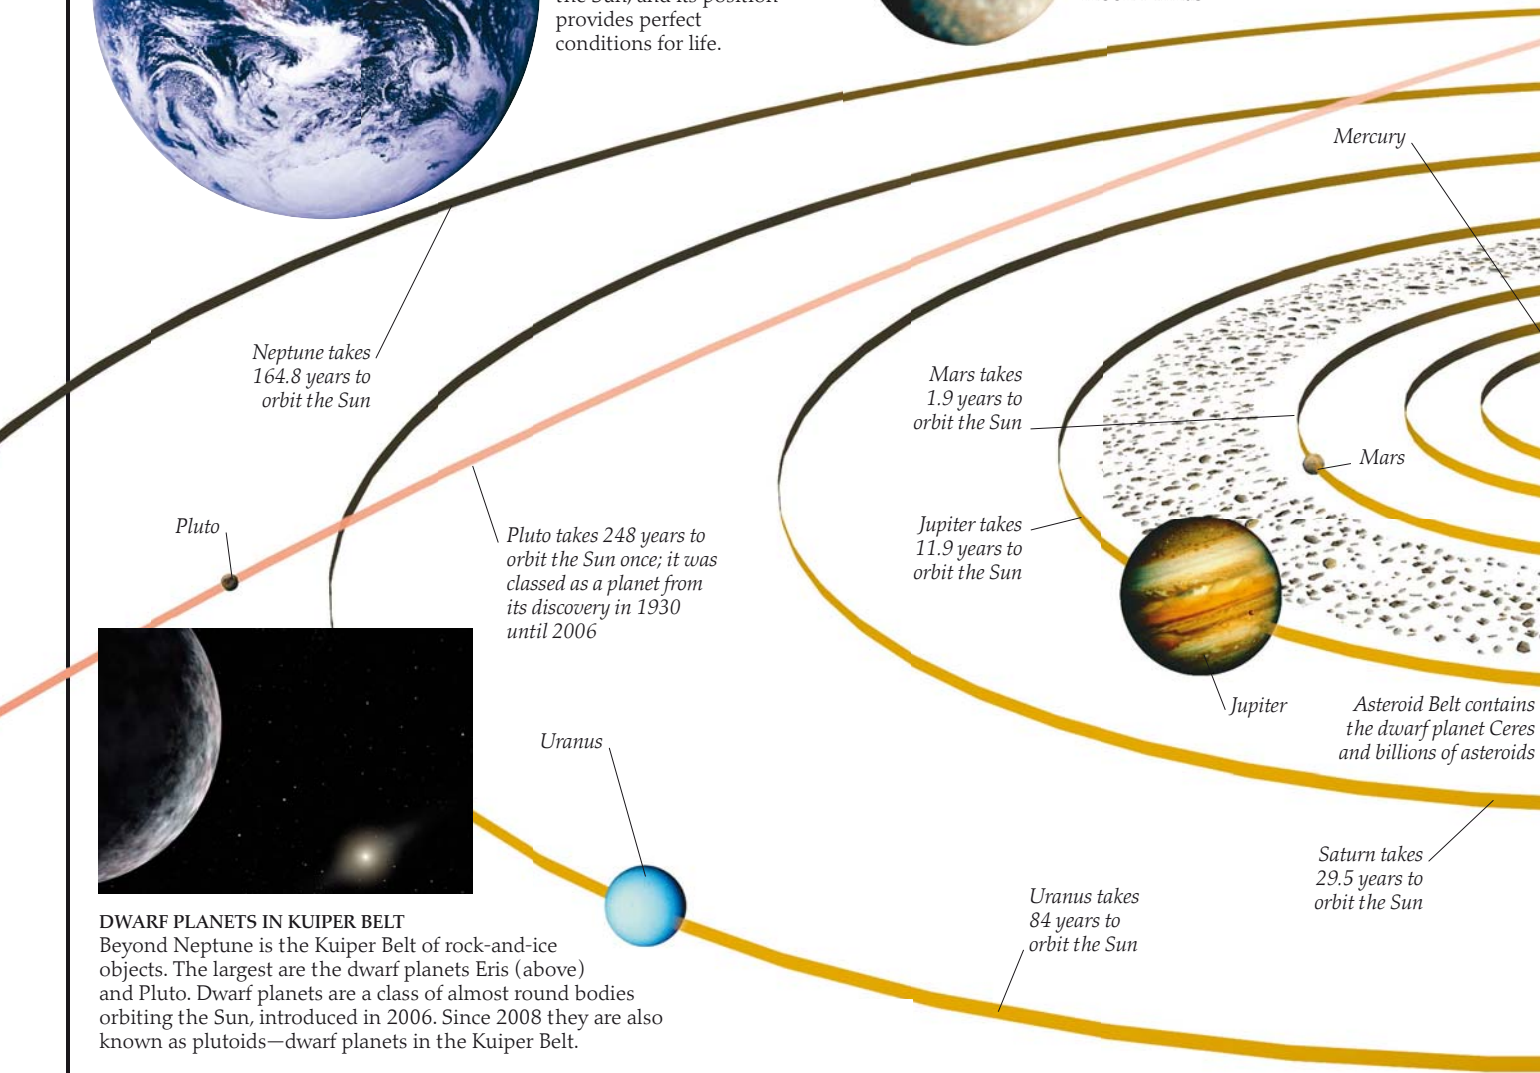 the Sun, and its position
provides perfect
conditions for life.
Mercury
Neptune takes
164.8 years to
orbit the Sun
Mars takes
1.9 years to
orbit the Sun
Mars
Pluto
Pluto takes 248 years to
orbit the Sun once; it was
classed as a planet from
its discovery in 1930
until 2006
Jupiter takes
11.9 years to
orbit the Sun
Jupiter
Asteroid Belt contains
the dwarf planet Ceres
and billions of asteroids
Uranus
Saturn takes
29.5 years to
orbit the Sun
Uranus takes
84 years to
orbit the Sun
DWARF PLANETS IN KUIPER BELT
Beyond Neptune is the Kuiper Belt of rock-and-ice
objects. The largest are the dwarf planets Eris (above)
and Pluto. Dwarf planets are a class of almost round bodies
orbiting the Sun, introduced in 2006. Since 2008 they are also
known as plutoids—dwarf planets in the Kuiper Belt.